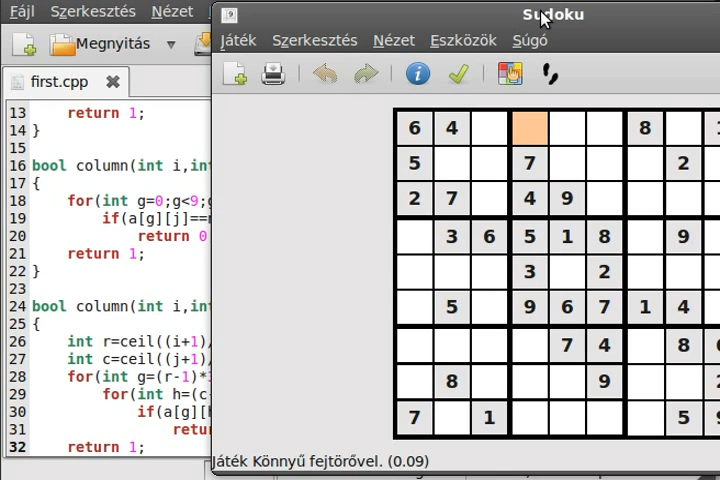 Fájl Szerkesztés Nézet
Megnyitás
first.cpp
13 return 1;
14 }
15
16 bool column(int i,int
17 {
18 for(int g=0;g<9;g
19 if(a[g][j]==
20 return 0
21 return 1;
22 }
23
24 bool column(int i,int
25 {
26 int r=ceil((i+1)
27 int c=ceil((j+1)
28 for(int g=(r-1)*
29 for(int h=(c
30 if(a[g][
31 retur
32 return 1;
Sudoku
Játék Szerkesztés Nézet Eszközök Súgó
6 4 8 1
5 7 2
2 7 4 9
3 6 5 1 8 9
3 2
5 9 6 7 1 4
7 4 8
8 9
7 1 5
Játék Könnyű fejtörővel. (0.09)